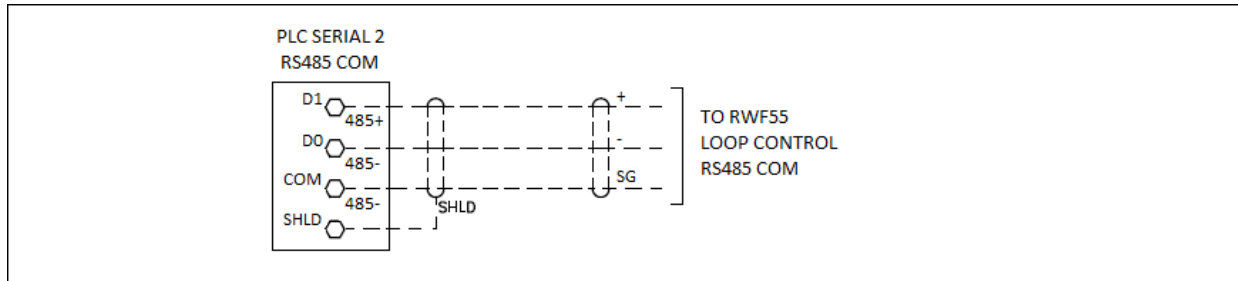 PLC SERIAL 2
RS485 COM
D1
485+
+
D0
485-
-
COM
485-
SG
SHLD
SHLD
TO RWF55
LOOP CONTROL
RS485 COM